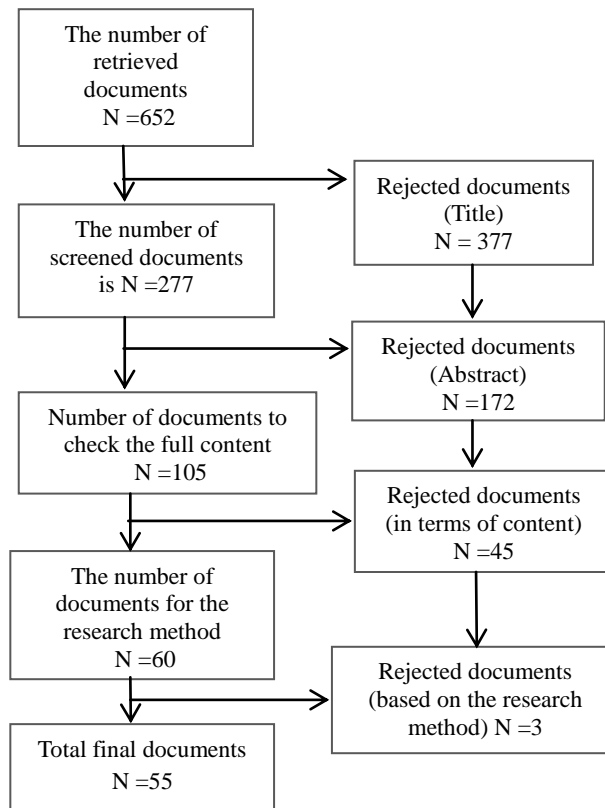 The number of
retrieved
documents
N =652
Rejected documents
(Title)
N = 377
The number of
screened documents
is N =277
Rejected documents
(Abstract)
N =172
Number of documents to
check the full content
N =105
Rejected documents
(in terms of content)
N =45
The number of
documents for the
research method
N =60
Rejected documents
(based on the research
method) N =3
Total final documents
N =55